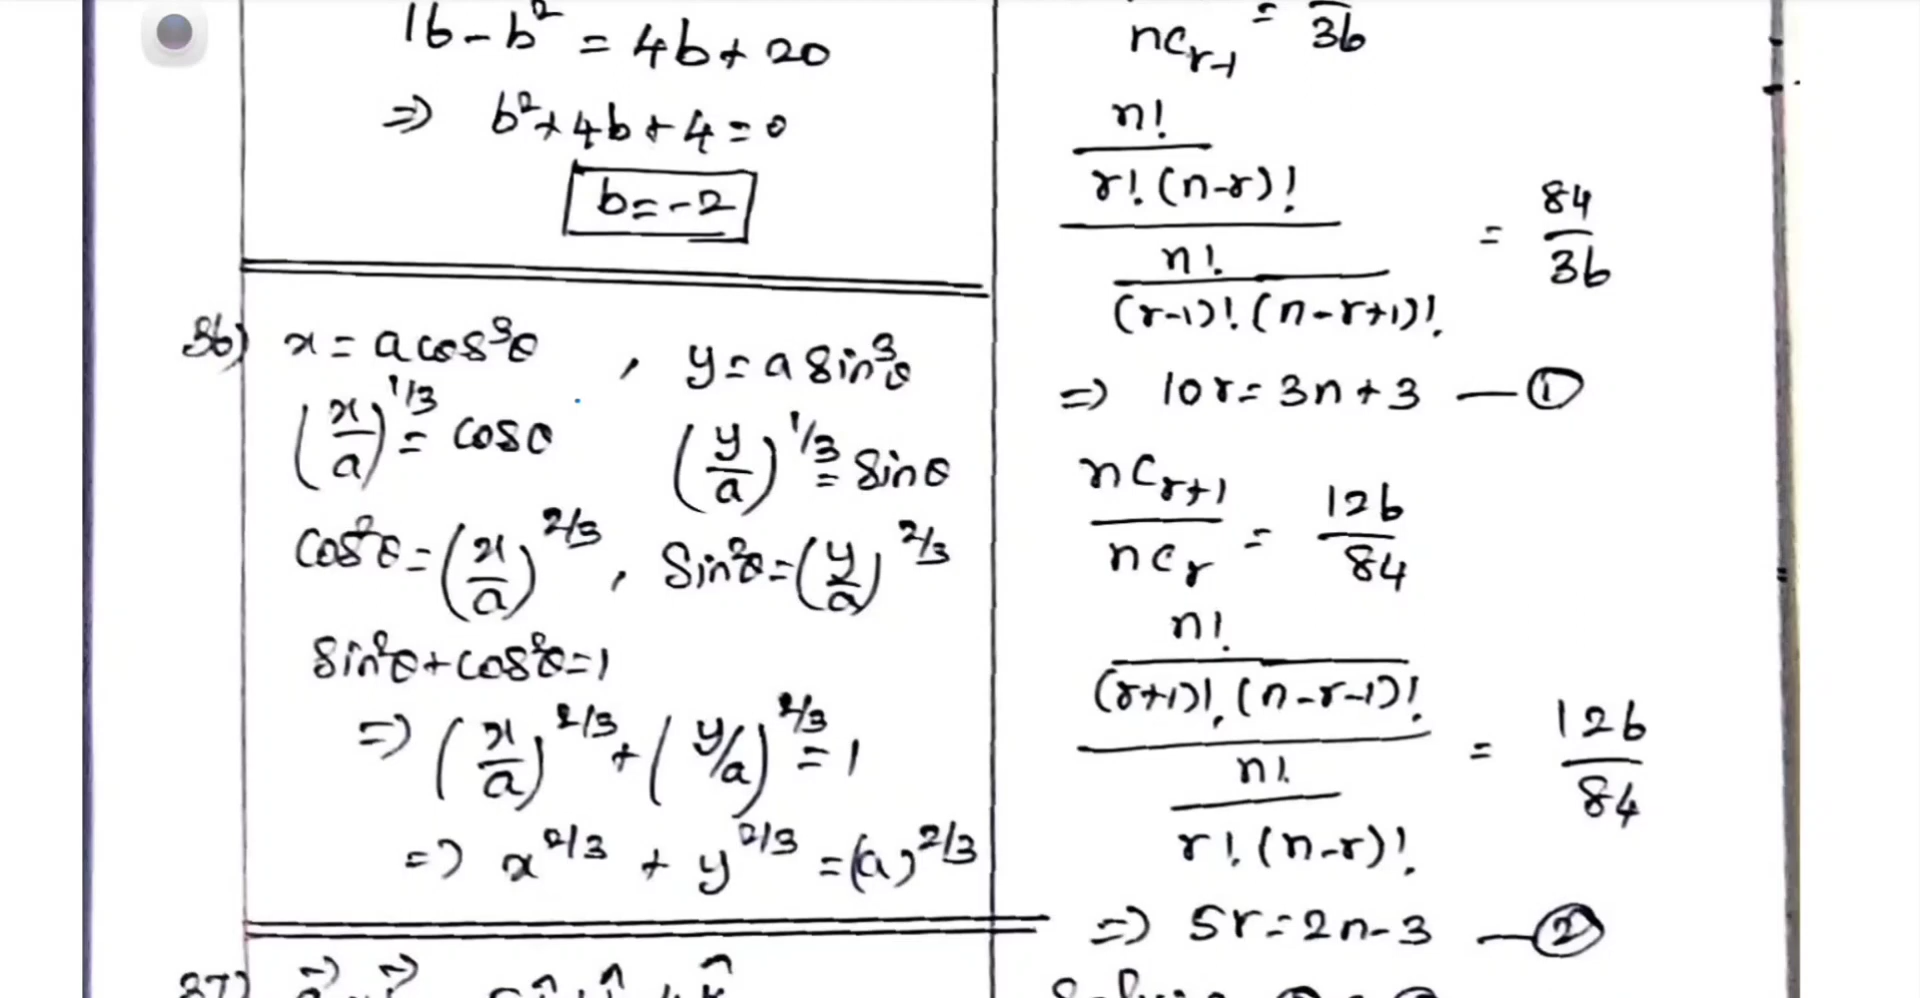 16 - b² = 4b + 20
⇒ b² + 4b + 4 = 0
b = -2
36) x = a cos³θ , y = a sin³θ
(x/a)^1/3 = cosθ (y/a)^1/3 = sinθ
cos²θ = (x/a)^2/3 , sin²θ = (y/a)^2/3
sin²θ + cos²θ = 1
⇒ (x/a)^2/3 + (y/a)^2/3 = 1
⇒ x^2/3 + y^2/3 = (a)^2/3
37)
nCr-1 = 36
n!
r! (n-r)!
n!
(r-1)! (n-r+1)!
= 84/36
⇒ 10r = 3n + 3 — ①
nCr+1 / nCr = 126/84
n!
(r+1)! (n-r-1)!
n!
r! (n-r)!
= 126/84
⇒ 5r = 2n - 3 — ②